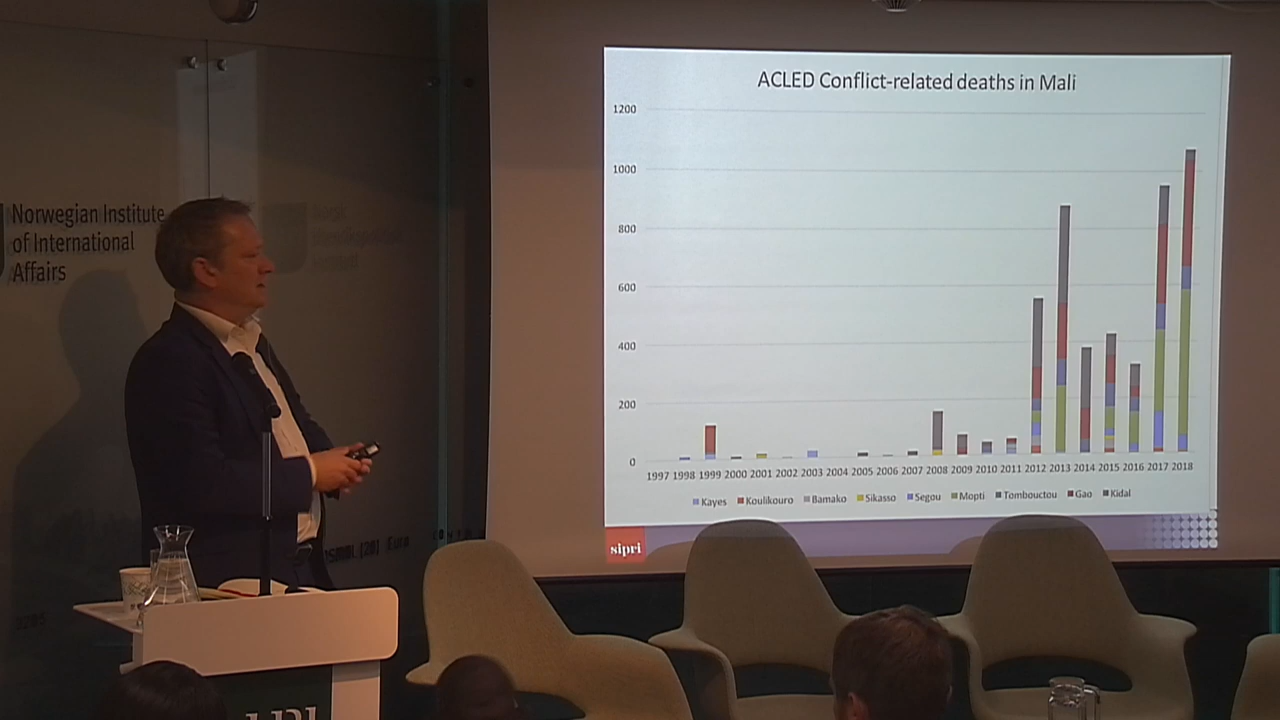 Norwegian Institute
of International
Affairs
ACLED Conflict-related deaths in Mali
1200
1000
800
600
400
200
0
1997 1998 1999 2000 2001 2002 2003 2004 2005 2006 2007 2008 2009 2010 2011 2012 2013 2014 2015 2016 2017 2018
Kayes Koulikouro Bamako Sikasso Segou Mopti Tombouctou Gao Kidal
sipri